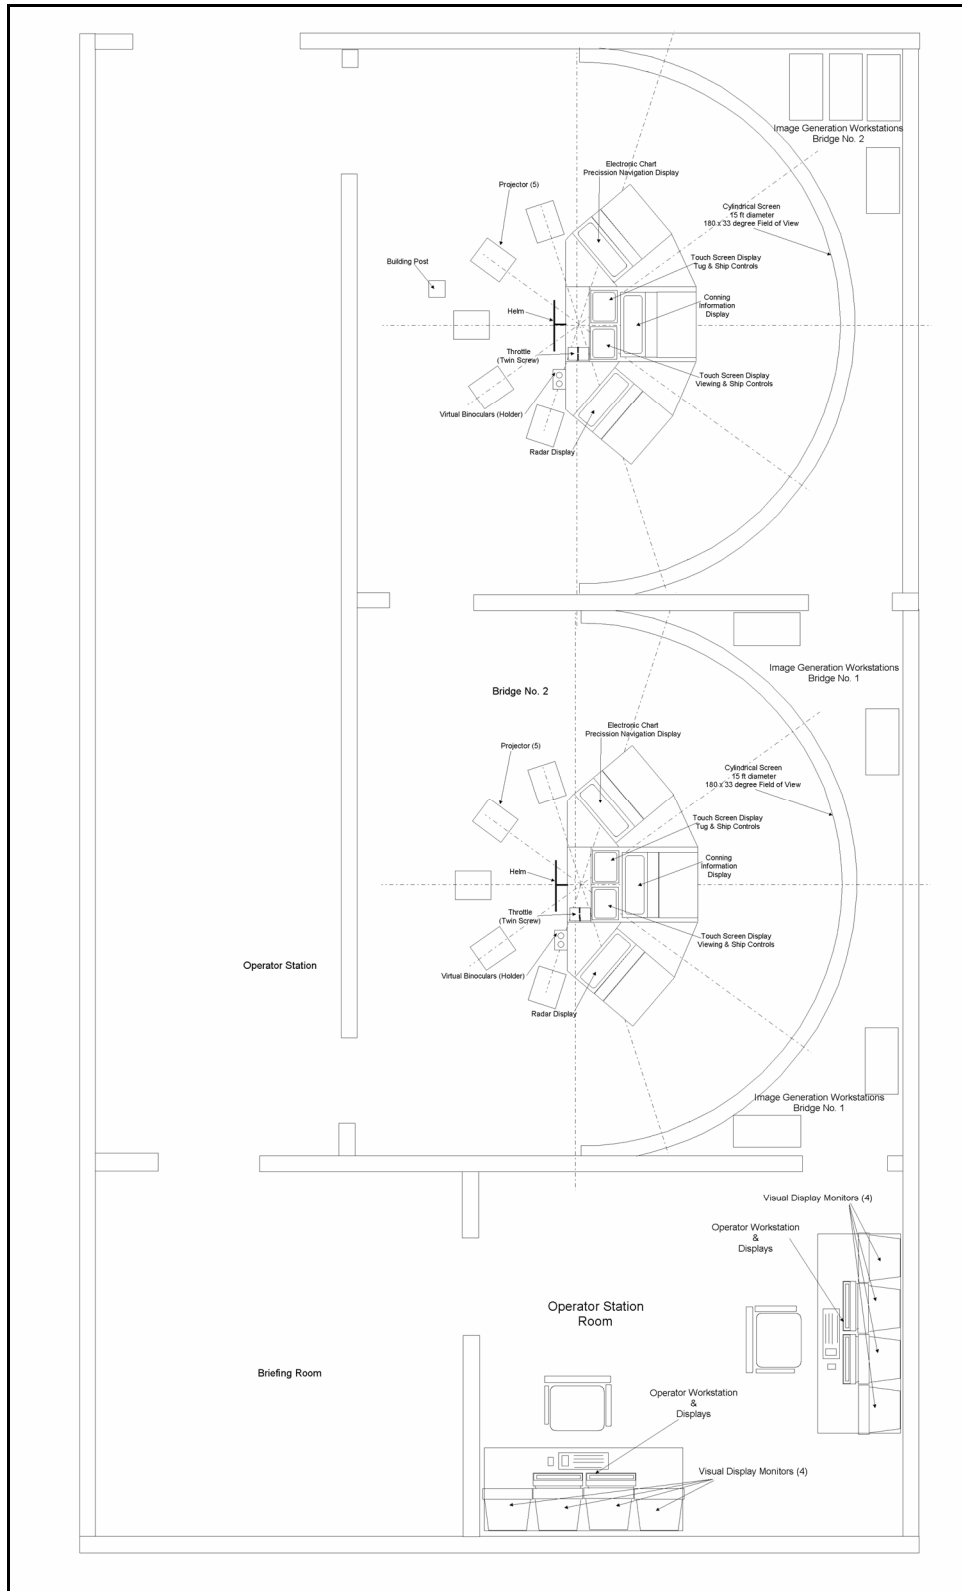 Image Generation Workstations
Bridge No. 2
Electronic Chart
Precission Navigation Display
Projector (5)
Cylindrical Screen
15 ft diameter
180 x 33 degree Field of View
Building Post
Touch Screen Display
Tug & Ship Controls
Conning
Information
Display
Helm
Throttle
(Twin Screw)
Touch Screen Display
Viewing & Ship Controls
Virtual Binoculars (Holder)
Radar Display
Image Generation Workstations
Bridge No. 1
Bridge No. 2
Electronic Chart
Precission Navigation Display
Projector (5)
Cylindrical Screen
15 ft diameter
180 x 33 degree Field of View
Touch Screen Display
Tug & Ship Controls
Conning
Information
Display
Helm
Throttle
(Twin Screw)
Touch Screen Display
Viewing & Ship Controls
Operator Station
Virtual Binoculars (Holder)
Radar Display
Image Generation Workstations
Bridge No. 1
Visual Display Monitors (4)
Operator Workstation
&
Displays
Operator Station
Room
Briefing Room
Operator Workstation
&
Displays
Visual Display Monitors (4)